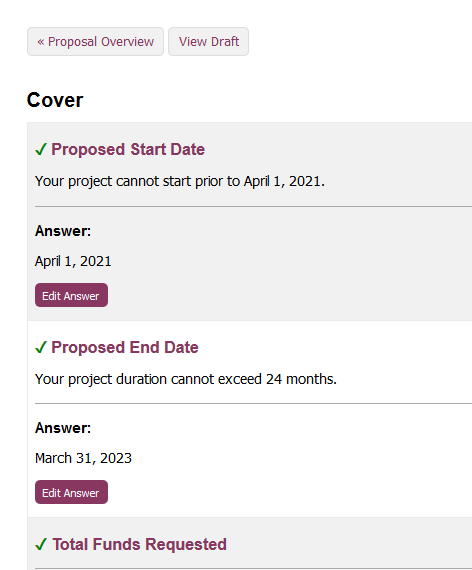 « Proposal Overview View Draft
Cover
✓ Proposed Start Date
Your project cannot start prior to April 1, 2021.
Answer:
April 1, 2021
Edit Answer
✓ Proposed End Date
Your project duration cannot exceed 24 months.
Answer:
March 31, 2023
Edit Answer
✓ Total Funds Requested